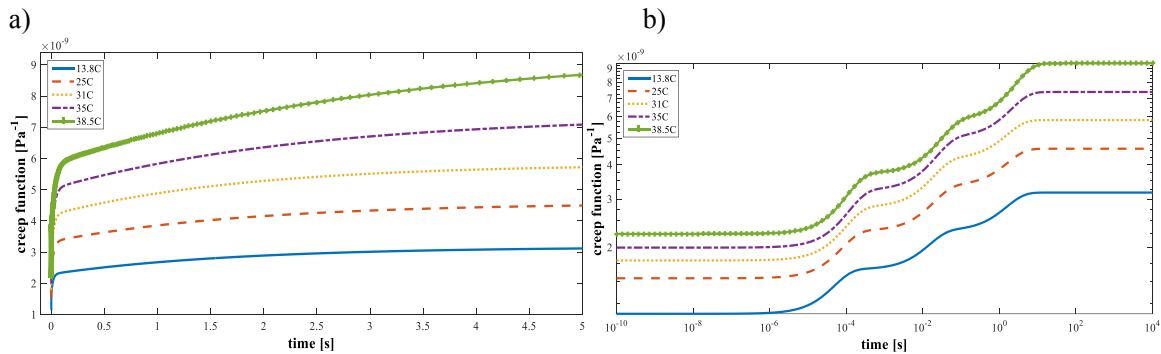 a)
×10⁻⁹
creep function [Pa⁻¹]
9
8
7
6
5
4
3
2
1
13.8C
25C
31C
35C
38.5C
0 0.5 1 1.5 2 2.5 3 3.5 4 4.5 5
time [s]
b)
×10⁻⁹
creep function [Pa⁻¹]
9
8
7
6
5
4
3
2
13.8C
25C
31C
35C
38.5C
10⁻¹⁰ 10⁻⁸ 10⁻⁶ 10⁻⁴ 10⁻² 10⁰ 10² 10⁴
time [s]